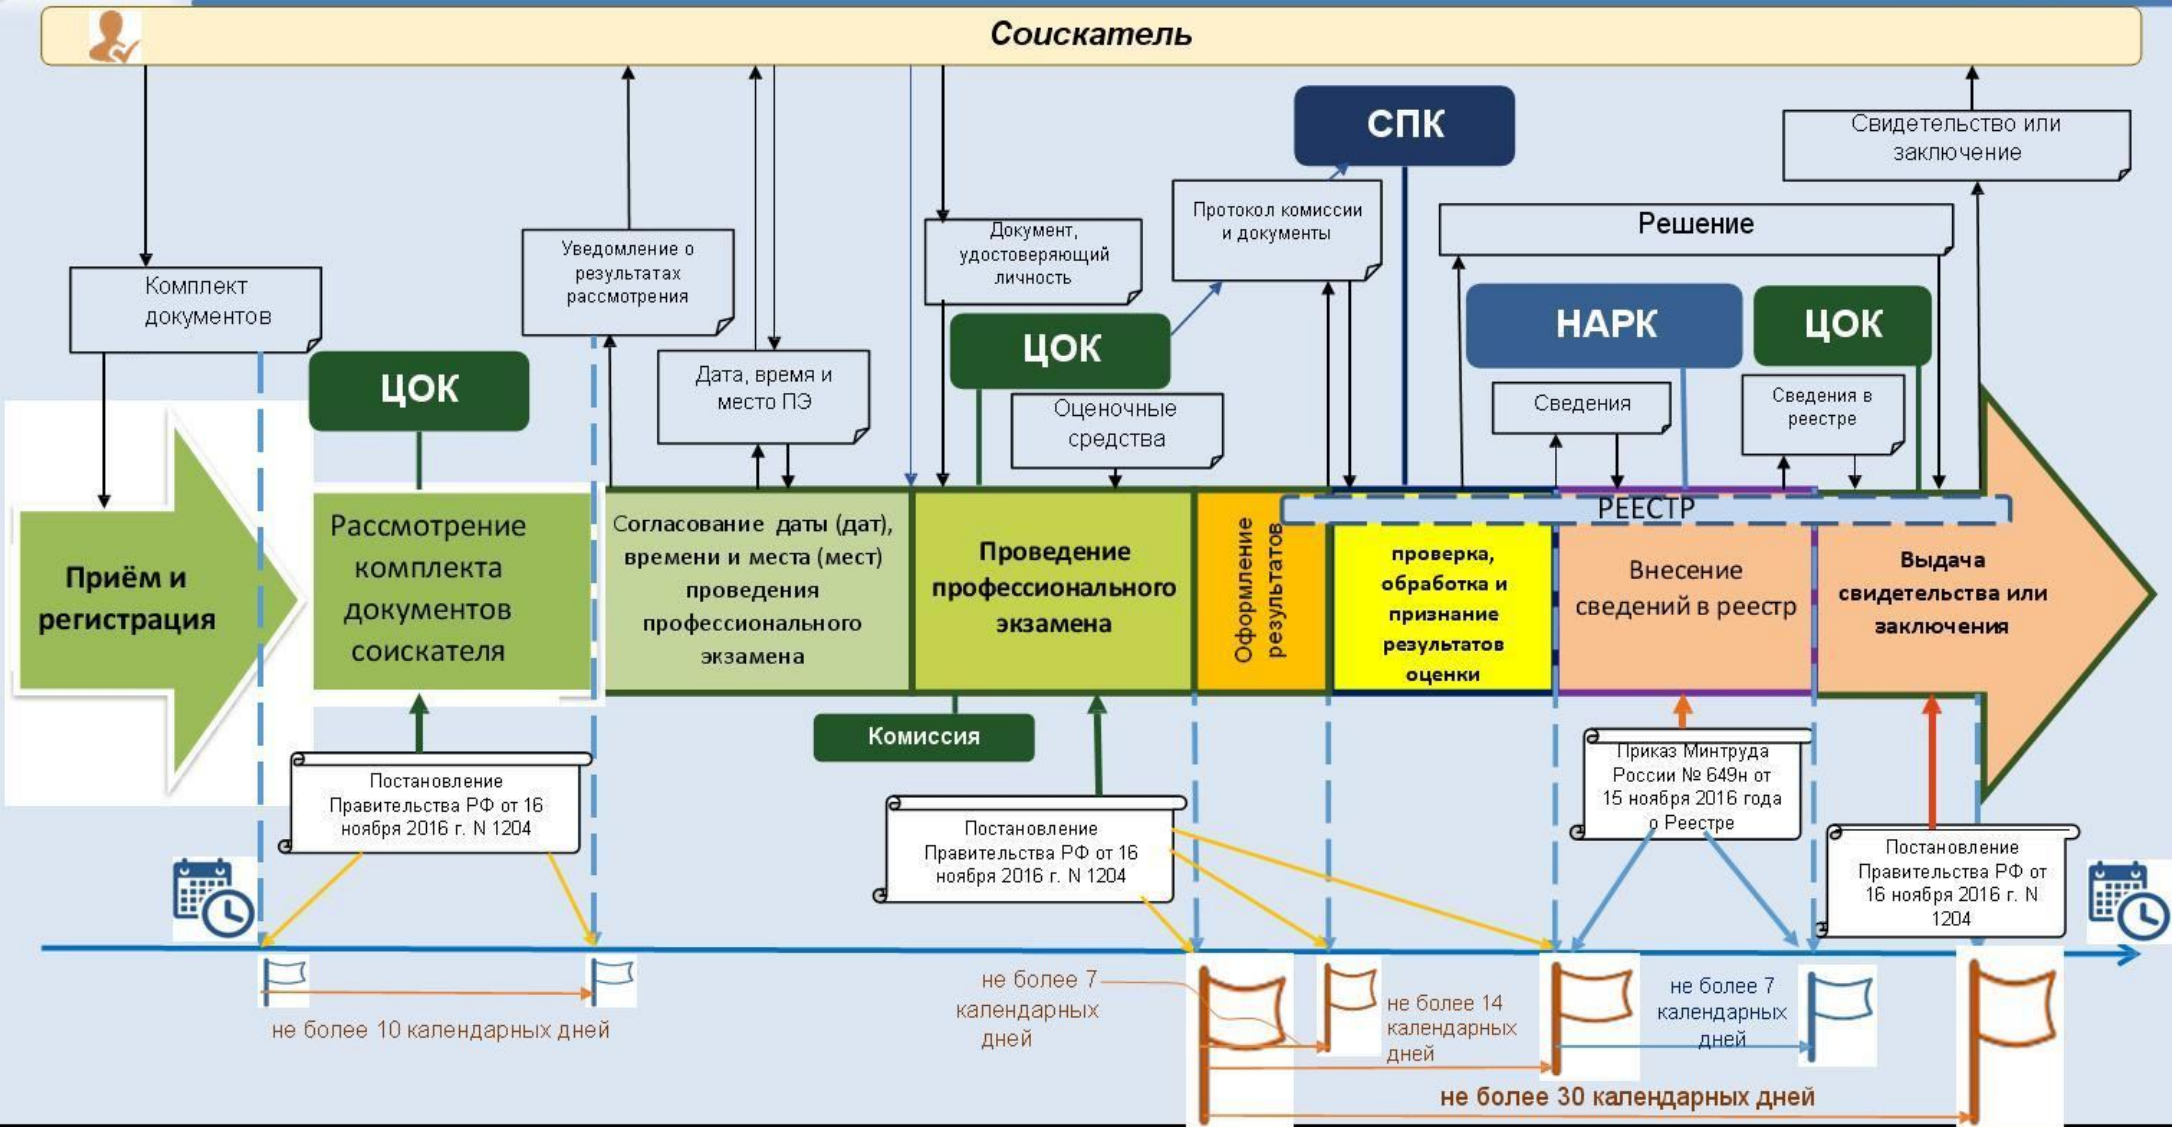 Соискатель
СПК
Свидетельство или
заключение
Протокол комиссии
и документы
Решение
Документ,
удостоверяющий
личность
Уведомление о
результатах
рассмотрения
Комплект
документов
ЦОК
НАРК
ЦОК
ЦОК
Дата, время и
место ПЭ
Оценочные
средства
Сведения
Сведения в
реестре
РЕЕСТР
Приём и
регистрация
Рассмотрение
комплекта
документов
соискателя
Согласование даты (дат),
времени и места (мест)
проведения
профессионального
экзамена
Проведение
профессионального
экзамена
Оформление
результатов
проверка,
обработка и
признание
результатов
оценки
Внесение
сведений в реестр
Выдача
свидетельства или
заключения
Комиссия
Постановление
Правительства РФ от 16
ноября 2016 г. N 1204
Постановление
Правительства РФ от 16
ноября 2016 г. N 1204
Приказ Минтруда
России № 649н от
15 ноября 2016 года
о Реестре
Постановление
Правительства РФ от
16 ноября 2016 г. N
1204
не более 10 календарных дней
не более 7
календарных
дней
не более 14
календарных
дней
не более 7
календарных
дней
не более 30 календарных дней